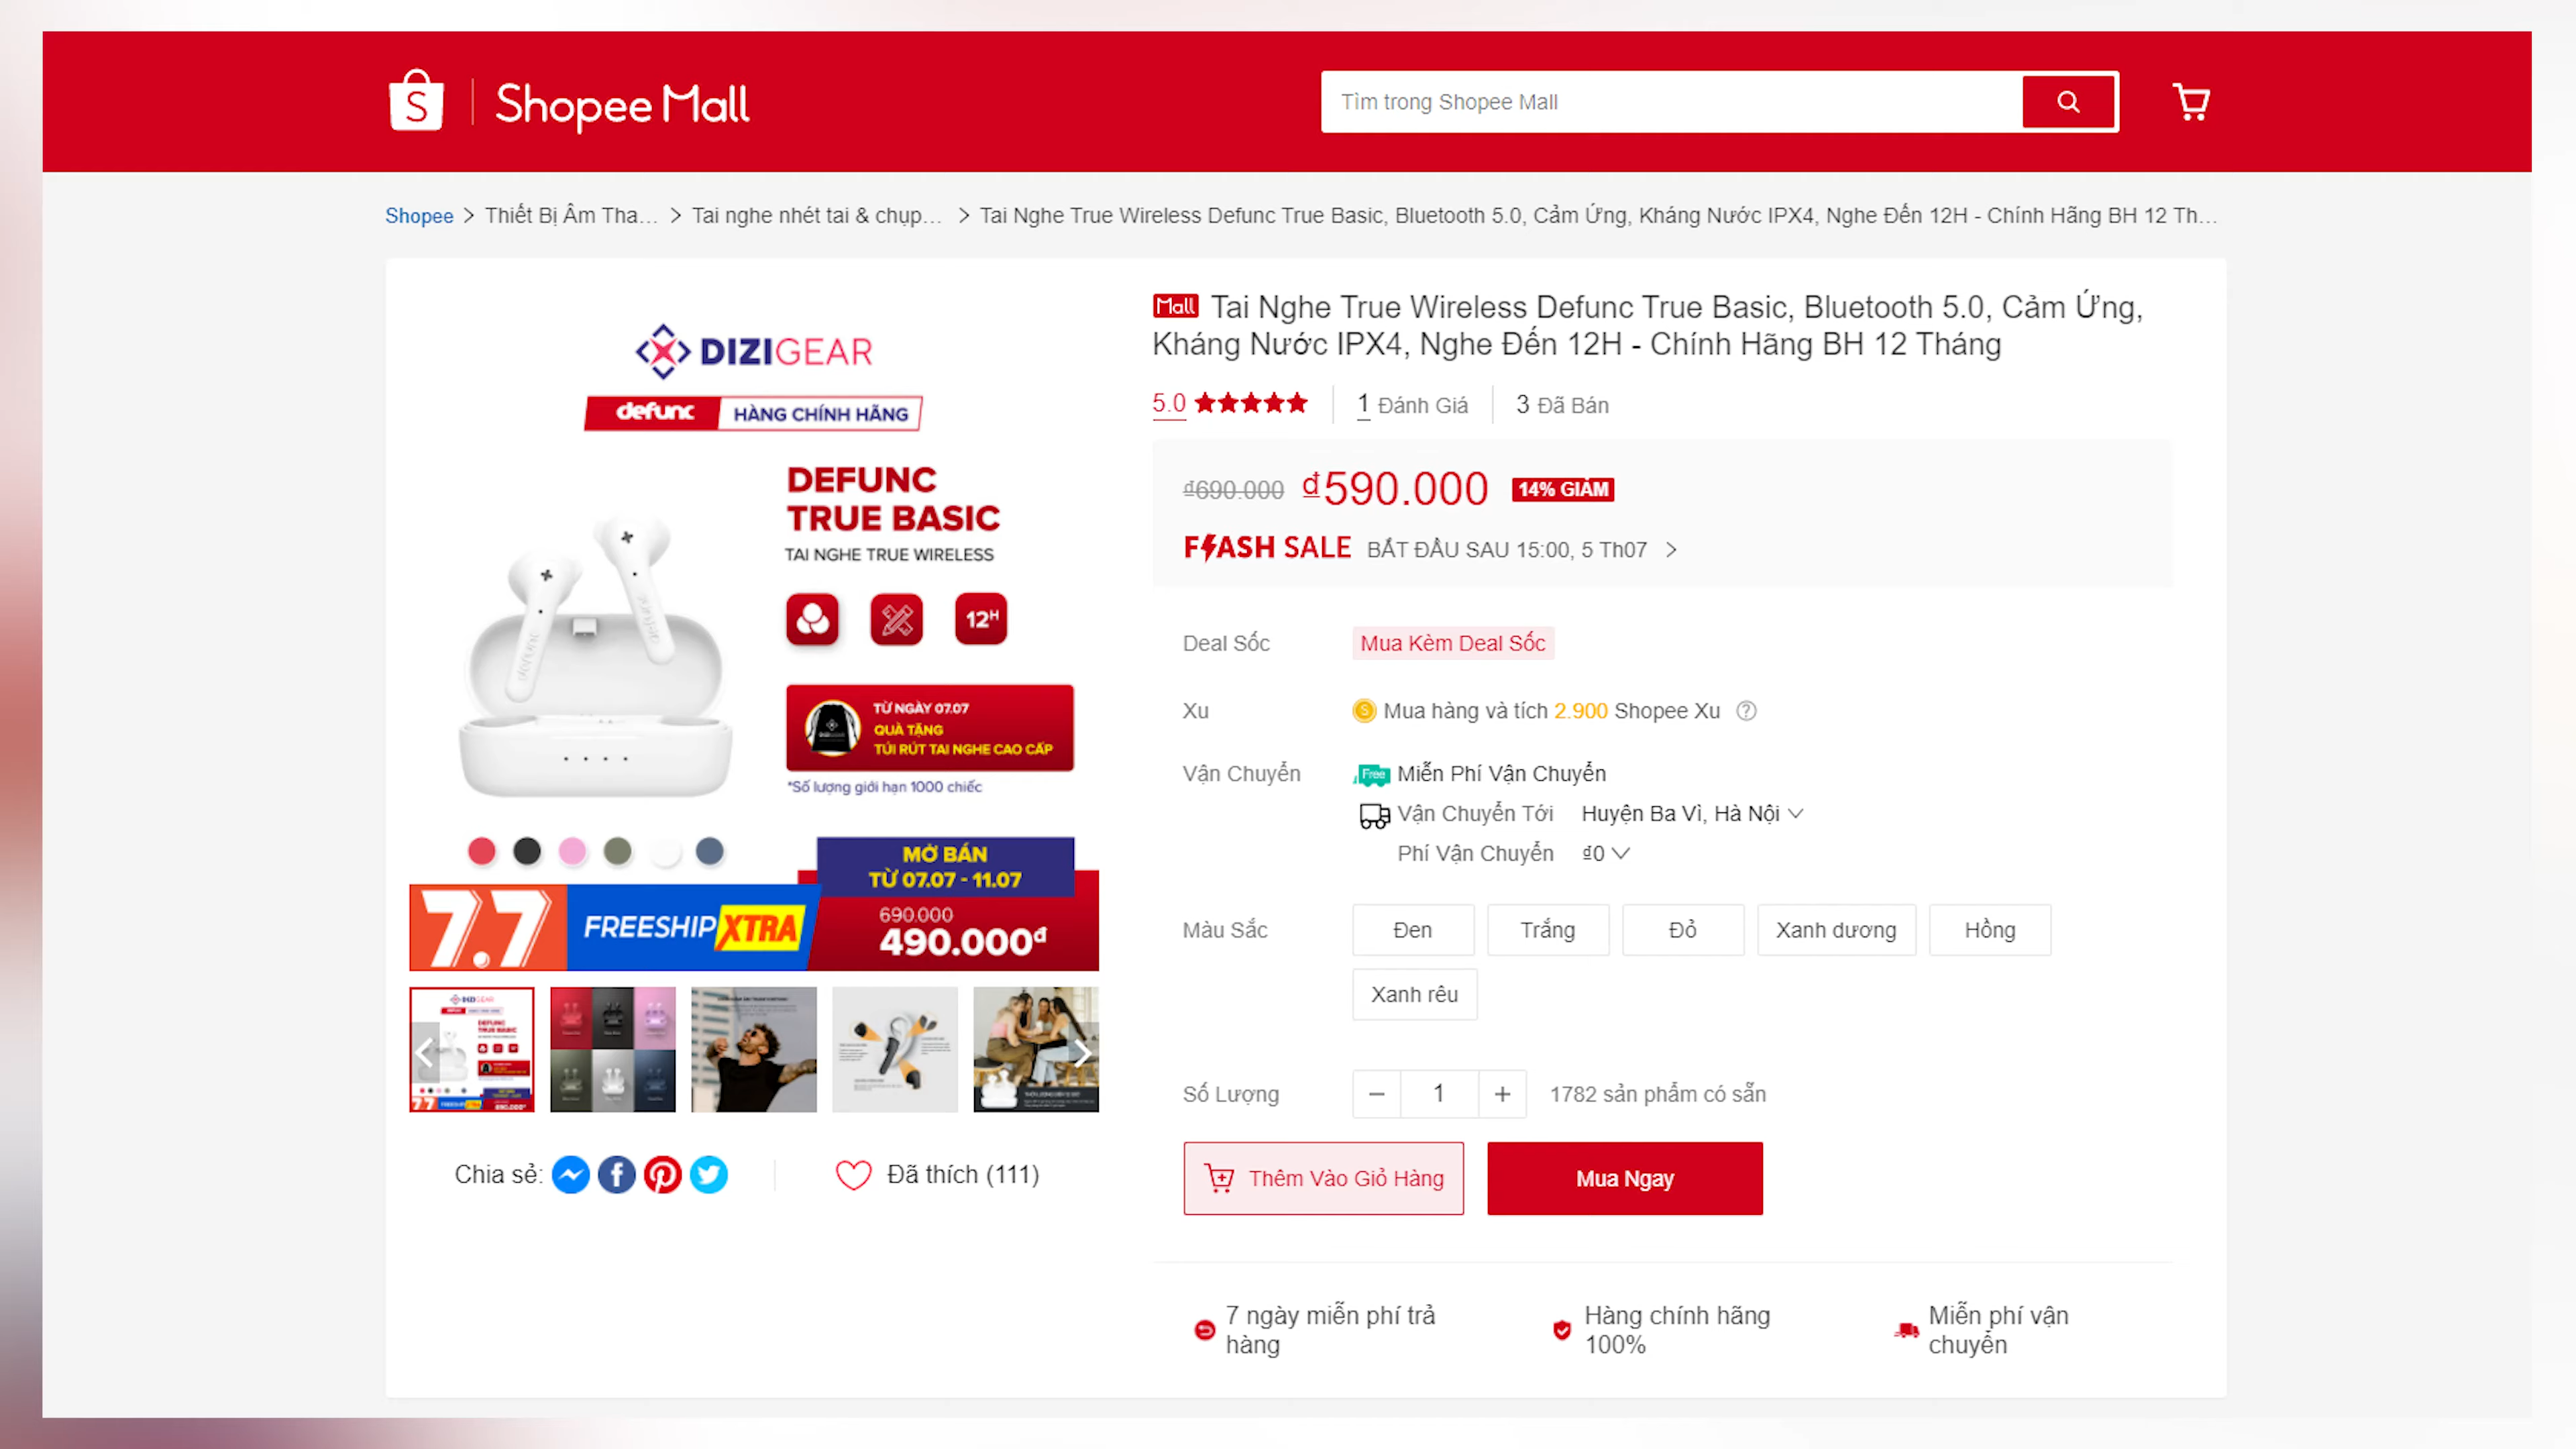 S
Shopee Mall
Tìm trong Shopee Mall
Shopee > Thiết Bị Âm Tha... > Tai nghe nhét tai & chụp... > Tai Nghe True Wireless Defunc True Basic, Bluetooth 5.0, Cảm Ứng, Kháng Nước IPX4, Nghe Đến 12H - Chính Hãng BH 12 Th...
DIZIGEAR
defunc HÀNG CHÍNH HÃNG
DEFUNC
TRUE BASIC
TAI NGHE TRUE WIRELESS
12H
defunc
defunc
TỪ NGÀY 07.07
QUÀ TẶNG
TÚI RÚT TAI NGHE CAO CẤP
*Số lượng giới hạn 1000 chiếc
MỞ BÁN
TỪ 07.07 - 11.07
7.7
FREESHIP XTRA
690.000
490.000đ
Chia sẻ:
Đã thích (111)
Mall Tai Nghe True Wireless Defunc True Basic, Bluetooth 5.0, Cảm Ứng,
Kháng Nước IPX4, Nghe Đến 12H - Chính Hãng BH 12 Tháng
5.0
1 Đánh Giá
3 Đã Bán
₫690.000 ₫590.000 14% GIẢM
FLASH SALE BẮT ĐẦU SAU 15:00, 5 Th07 >
Deal Sốc
Mua Kèm Deal Sốc
Xu
Mua hàng và tích 2.900 Shopee Xu ?
Vận Chuyển
Free Miễn Phí Vận Chuyển
Vận Chuyển Tới Huyện Ba Vì, Hà Nội
Phí Vận Chuyển ₫0
Màu Sắc
Đen
Trắng
Đỏ
Xanh dương
Hồng
Xanh rêu
Số Lượng
− 1 +
1782 sản phẩm có sẵn
Thêm Vào Giỏ Hàng
Mua Ngay
7 ngày miễn phí trả
hàng
Hàng chính hãng
100%
Miễn phí vận
chuyển